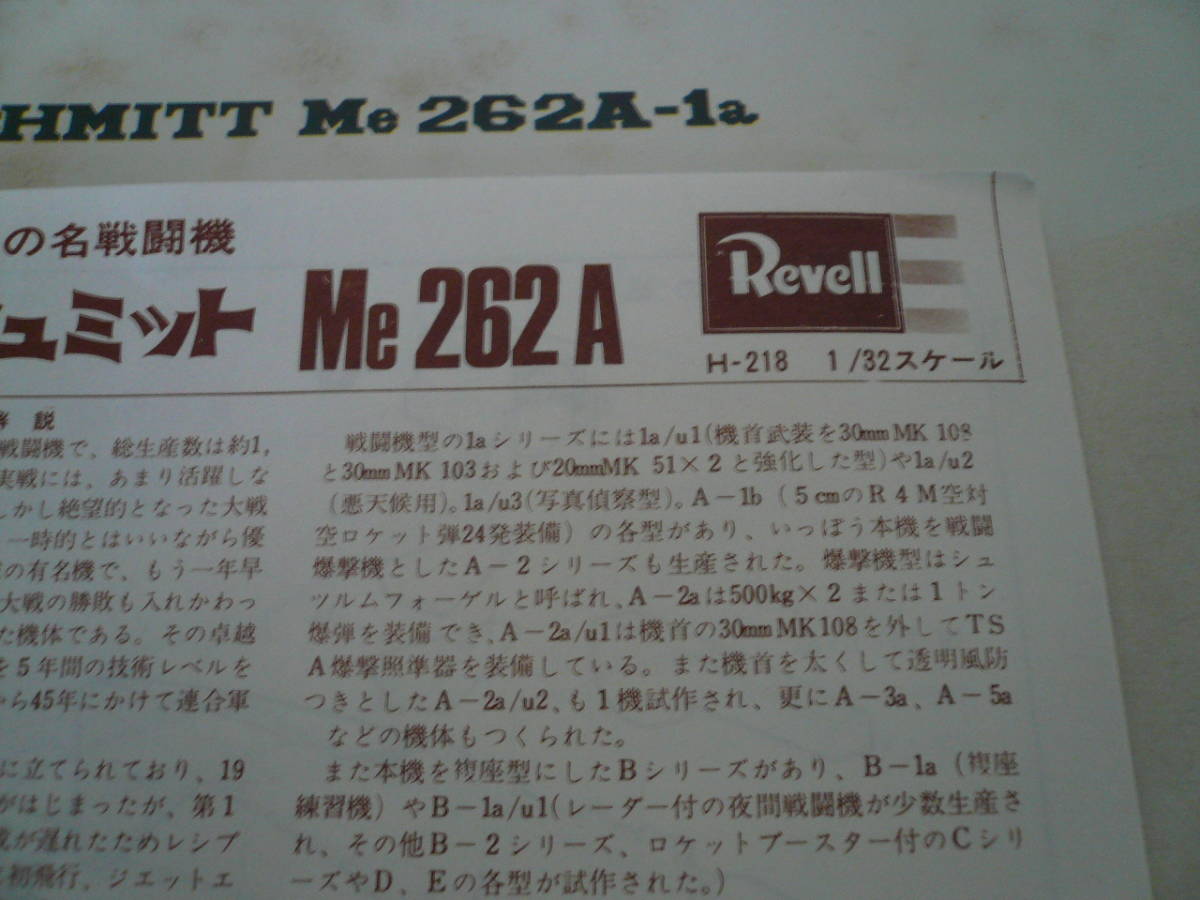 HMITT Me 262A-1a
の名戦闘機
ュミット Me 262 A
Revell
H-218 1/32スケール
解 説
戦闘機で、総生産数は約1,
実戦には、あまり活躍しな
しかし絶望的となった大戦
一時的とはいいながら優
の有名機で、もう一年早
大戦の勝敗も入れかわっ
た機体である。その卓越
を5年間の技術レベルを
から45年にかけて連合軍
に立てられており、19
がはじまったが、第1
が遅れたためレシプ
初飛行、ジエットエ
戦闘機型の1aシリーズには1a/u1(機首武装を30mmMK 108
と30mmMK 103および20mmMK 51×2と強化した型)や1a/u2
(悪天候用)。1a/u3(写真偵察型)。A-1b (5cmのR4M空対
空ロケット弾24発装備) の各型があり、いっぽう本機を戦闘
爆撃機としたA-2シリーズも生産された。爆撃機型はシュ
ツルムフォーゲルと呼ばれ、A-2aは500kg×2または1トン
爆弾を装備でき、A-2a/u1は機首の30mmMK108を外してTS
A爆撃照準器を装備している。また機首を太くして透明風防
つきとしたA-2a/u2、も1機試作され、更にA-3a、A-5a
などの機体もつくられた。
また本機を複座型にしたBシリーズがあり、B-1a (複座
練習機) やB-1a/u1(レーダー付の夜間戦闘機が少数生産さ
れ、その他B-2シリーズ、ロケットブースター付のCシリ
ーズやD、Eの各型が試作された。)